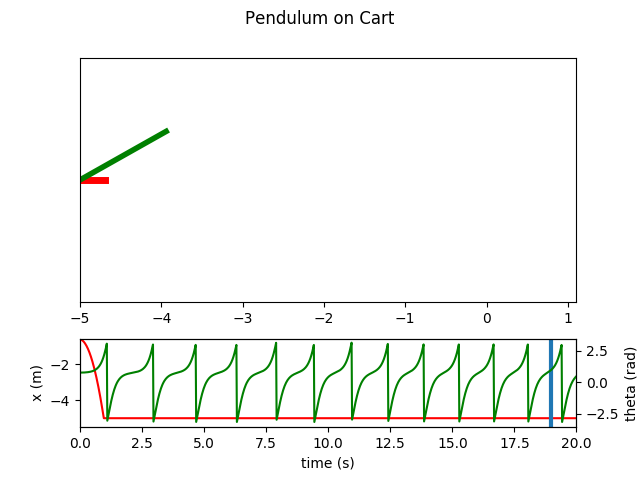 Pendulum on Cart
−5 −4 −3 −2 −1 0 1
x (m)
−2
−4
2.5
0.0
−2.5
theta (rad)
0.0 2.5 5.0 7.5 10.0 12.5 15.0 17.5 20.0
time (s)